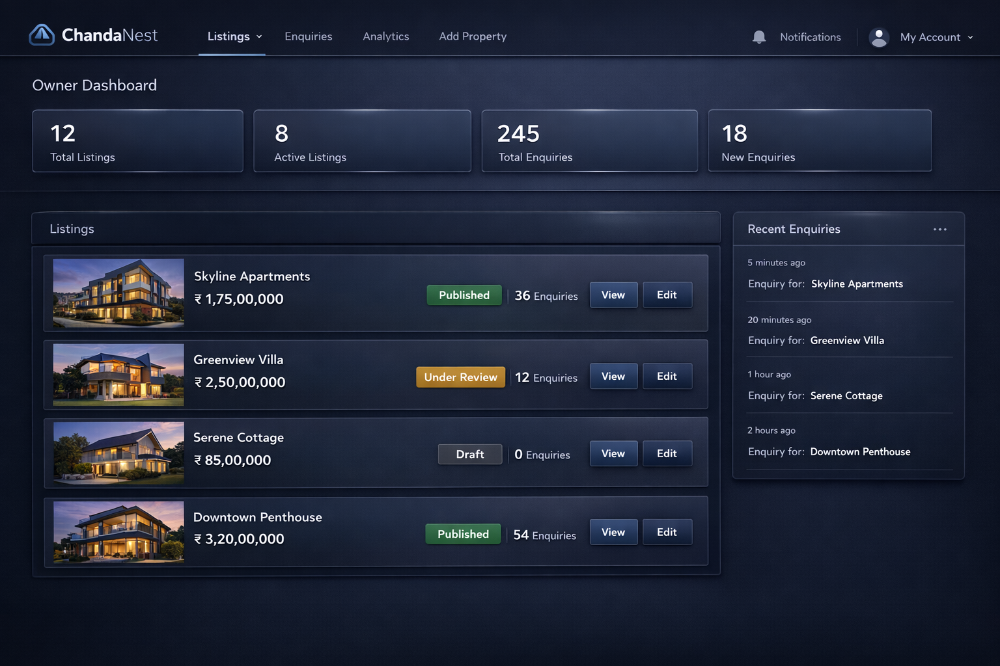 ChandaNest
Listings Enquiries Analytics Add Property Notifications My Account
Owner Dashboard
12
Total Listings
8
Active Listings
245
Total Enquiries
18
New Enquiries
Listings
Skyline Apartments
₹ 1,75,00,000
Published
36 Enquiries
View
Edit
Greenview Villa
₹ 2,50,00,000
Under Review
12 Enquiries
View
Edit
Serene Cottage
₹ 85,00,000
Draft
0 Enquiries
View
Edit
Downtown Penthouse
₹ 3,20,00,000
Published
54 Enquiries
View
Edit
Recent Enquiries
5 minutes ago
Enquiry for: Skyline Apartments
20 minutes ago
Enquiry for: Greenview Villa
1 hour ago
Enquiry for: Serene Cottage
2 hours ago
Enquiry for: Downtown Penthouse